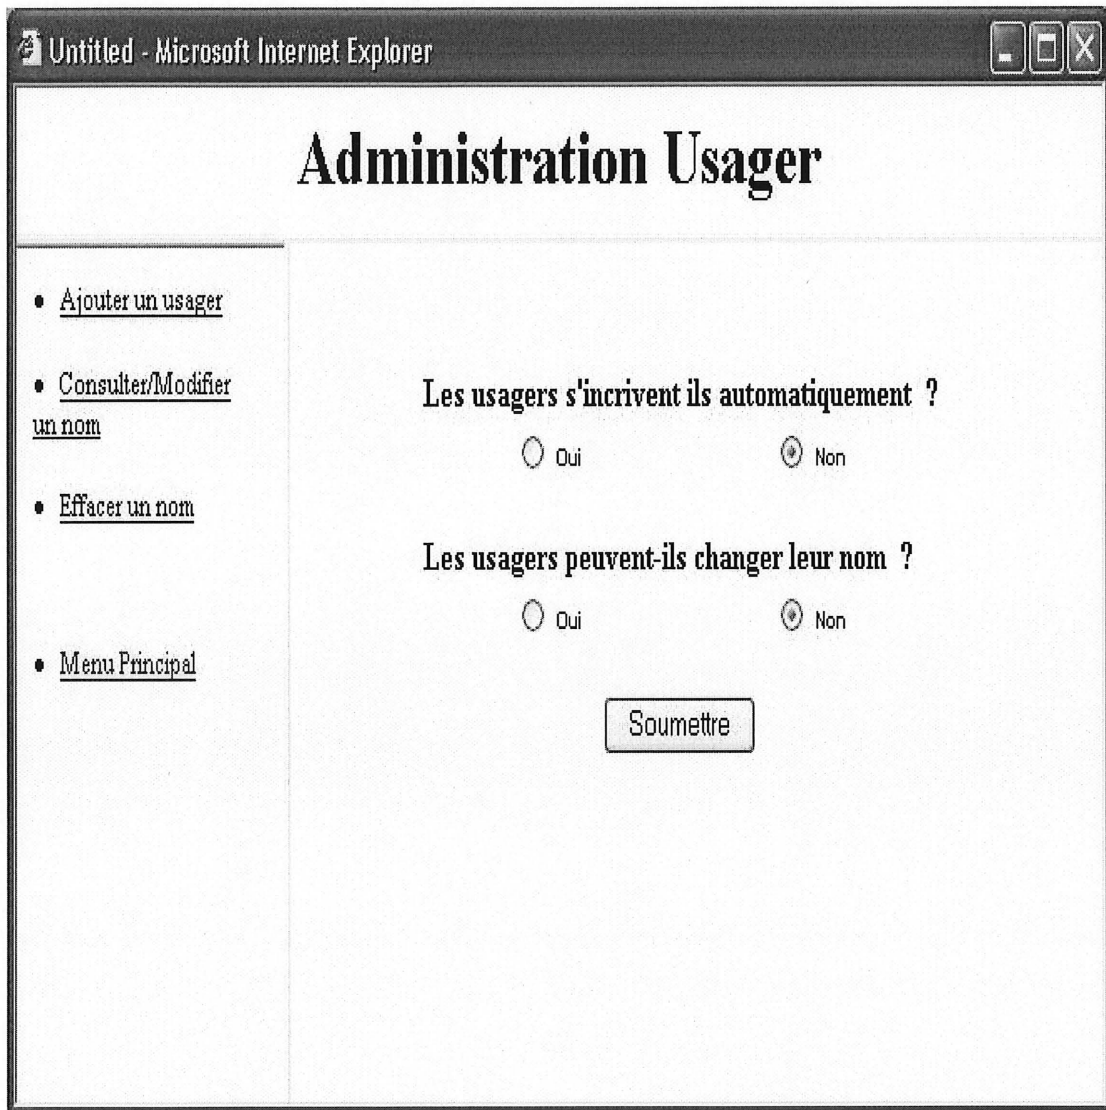 Untitled - Microsoft Internet Explorer
Administration Usager
• Ajouter un usager
• Consulter/Modifier
un nom
• Effacer un nom
• Menu Principal
Les usagers s'incrivent ils automatiquement ?
Oui Non
Les usagers peuvent-ils changer leur nom ?
Oui Non
Soumettre